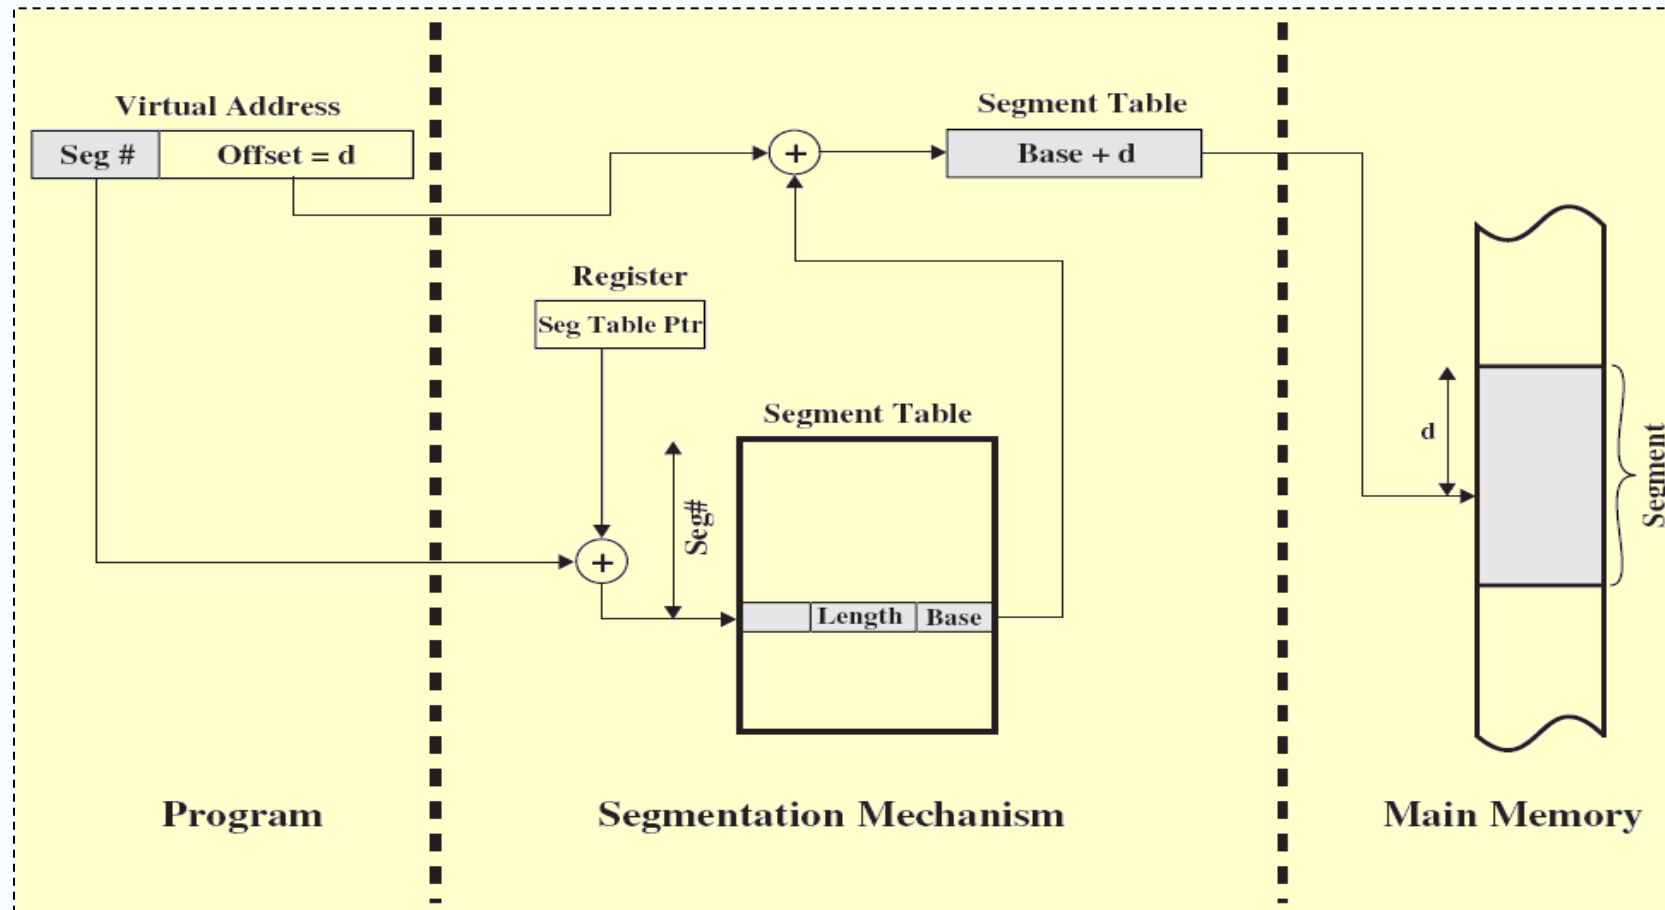 Virtual Address
Seg #
Offset = d
+
Segment Table
Base + d
Register
Seg Table Ptr
+
Segment Table
Seg#
Length
Base
d
Segment
Program
Segmentation Mechanism
Main Memory